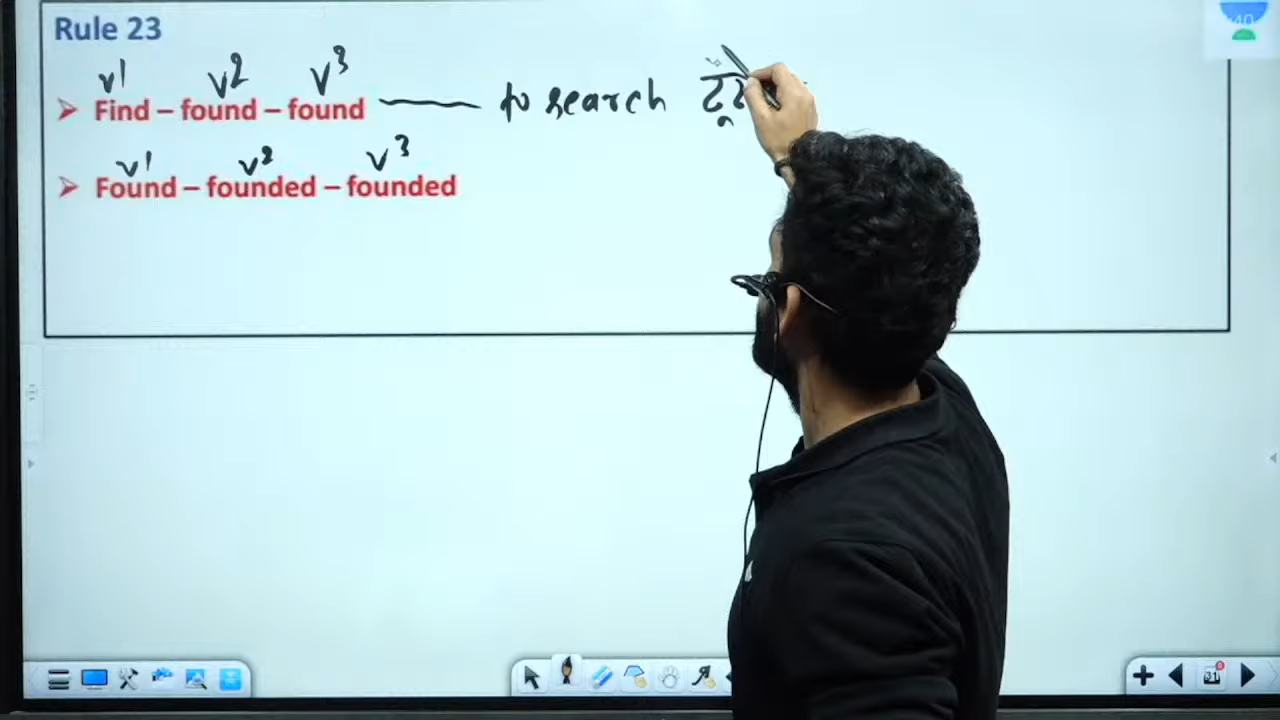 Rule 23
v1 v2 v3
➤ Find – found – found — to search
v1 v2 v3
➤ Found – founded – founded